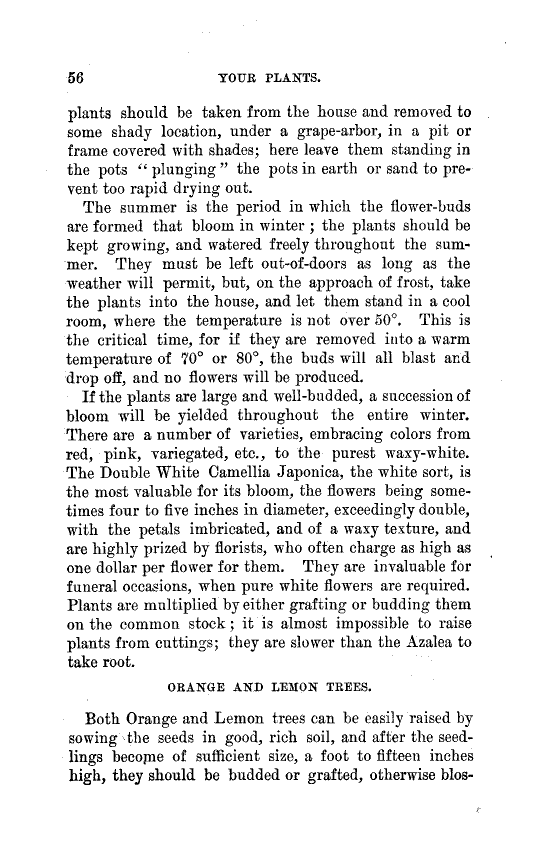 56 YOUR PLANTS.
plants should be taken from the house and removed to
some shady location, under a grape-arbor, in a pit or
frame covered with shades; here leave them standing in
the pots “plunging” the pots in earth or sand to pre-
vent too rapid drying out.
The summer is the period in which the flower-buds
are formed that bloom in winter ; the plants should be
kept growing, and watered freely throughout the sum-
mer. They must be left out-of-doors as long as the
weather will permit, but, on the approach of frost, take
the plants into the house, and let them stand in a cool
room, where the temperature is not over 50°. This is
the critical time, for if they are removed into a warm
temperature of 70° or 80°, the buds will all blast and
drop off, and no flowers will be produced.
If the plants are large and well-budded, a succession of
bloom will be yielded throughout the entire winter.
There are a number of varieties, embracing colors from
red, pink, variegated, etc., to the purest waxy-white.
The Double White Camellia Japonica, the white sort, is
the most valuable for its bloom, the flowers being some-
times four to five inches in diameter, exceedingly double,
with the petals imbricated, and of a waxy texture, and
are highly prized by florists, who often charge as high as
one dollar per flower for them. They are invaluable for
funeral occasions, when pure white flowers are required.
Plants are multiplied by either grafting or budding them
on the common stock ; it is almost impossible to raise
plants from cuttings; they are slower than the Azalea to
take root.
ORANGE AND LEMON TREES.
Both Orange and Lemon trees can be easily raised by
sowing the seeds in good, rich soil, and after the seed-
lings become of sufficient size, a foot to fifteen inches
high, they should be budded or grafted, otherwise blos-